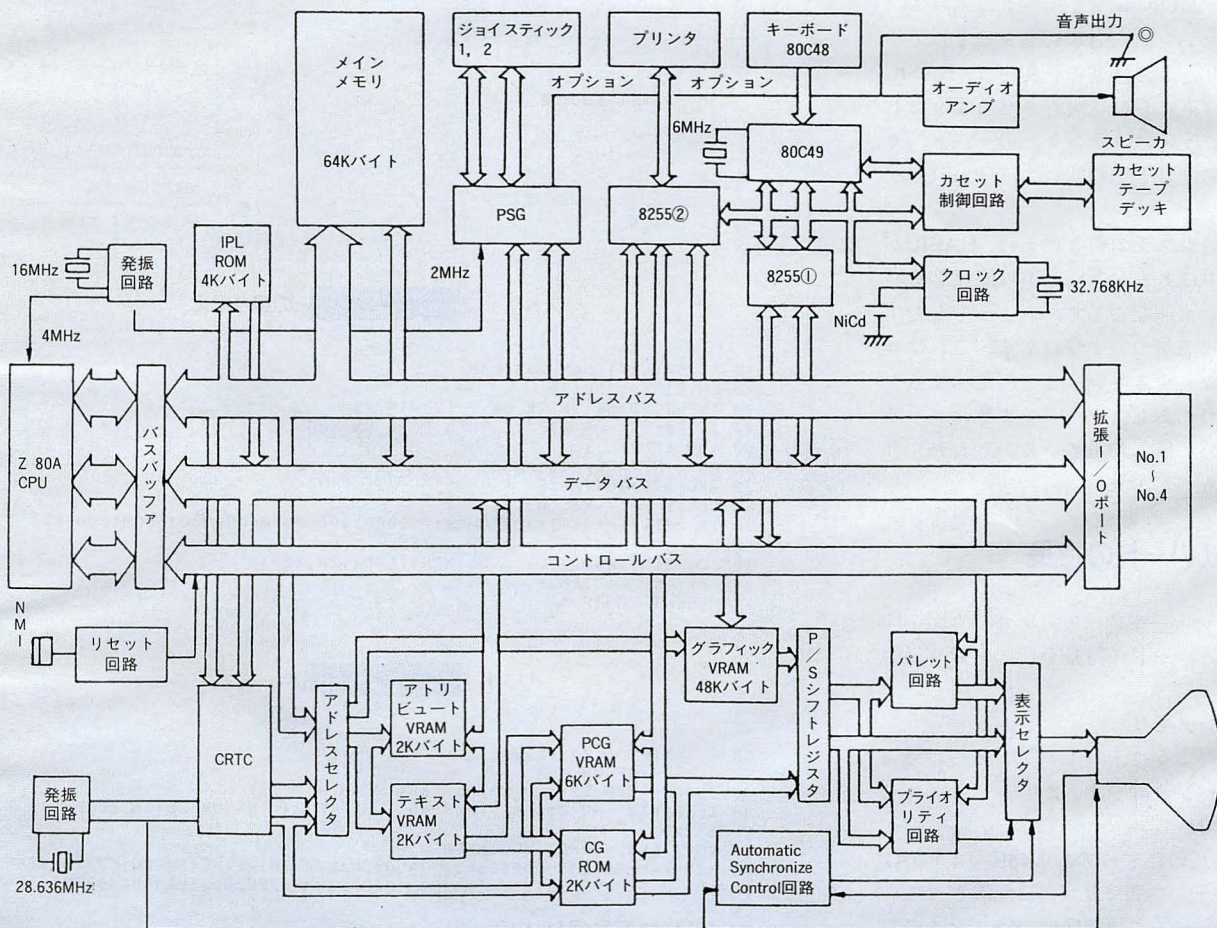 メイン
メモリ
64Kバイト
ジョイスティック
1, 2
プリンタ
キーボード
80C48
音声出力
オプション
オプション
オーディオ
アンプ
スピーカ
6MHz
80C49
カセット
制御回路
カセット
テープ
デッキ
PSG
8255②
8255①
クロック
回路
32.768KHz
NiCd
16MHz
発振
回路
IPL
ROM
4Kバイト
2MHz
4MHz
Z 80A
CPU
バスバッファ
アドレスバス
データバス
コントロールバス
拡張I/Oポート
No.1
～
No.4
NMI
リセット
回路
CRTC
アドレスセレクタ
アトリ
ビュート
VRAM
2Kバイト
テキスト
VRAM
2Kバイト
PCG
VRAM
6Kバイト
CG
ROM
2Kバイト
グラフィック
VRAM
48Kバイト
P/Sシフトレジスタ
パレット
回路
プライオ
リティ
回路
表示セレクタ
Automatic
Synchronize
Control回路
発振
回路
28.636MHz